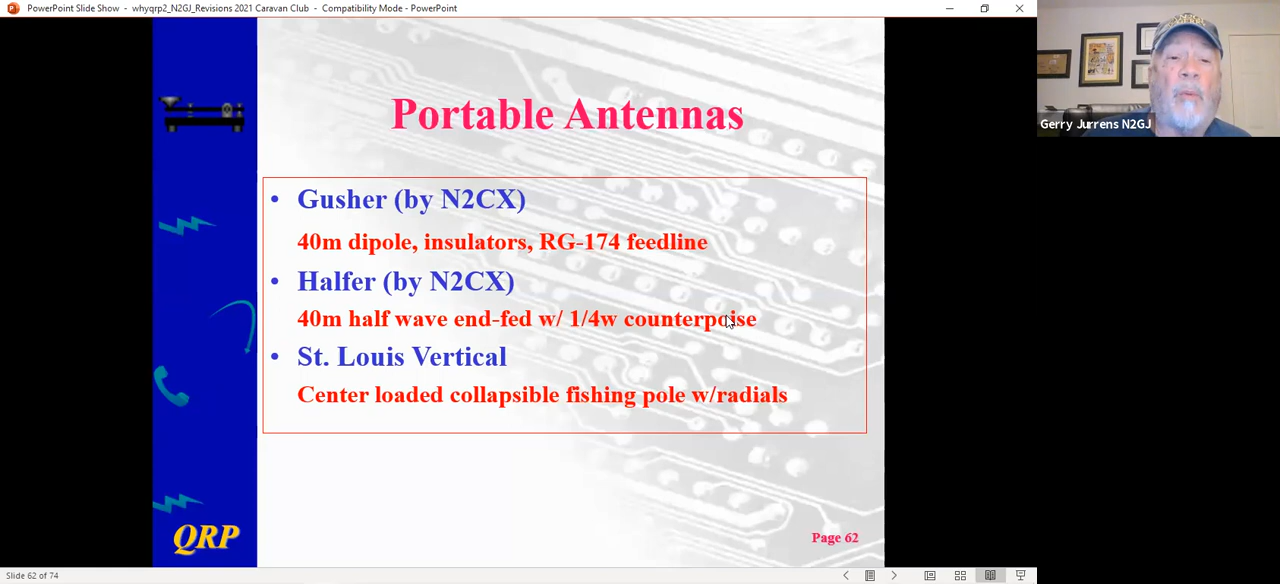 PowerPoint Slide Show - whyqrp2_N2GJ_Revisions 2021 Caravan Club - Compatibility Mode - PowerPoint
Gerry Jurrens N2GJ
Portable Antennas
• Gusher (by N2CX)
40m dipole, insulators, RG-174 feedline
• Halfer (by N2CX)
40m half wave end-fed w/ 1/4w counterpoise
• St. Louis Vertical
Center loaded collapsible fishing pole w/radials
QRP
Page 62
Slide 62 of 74